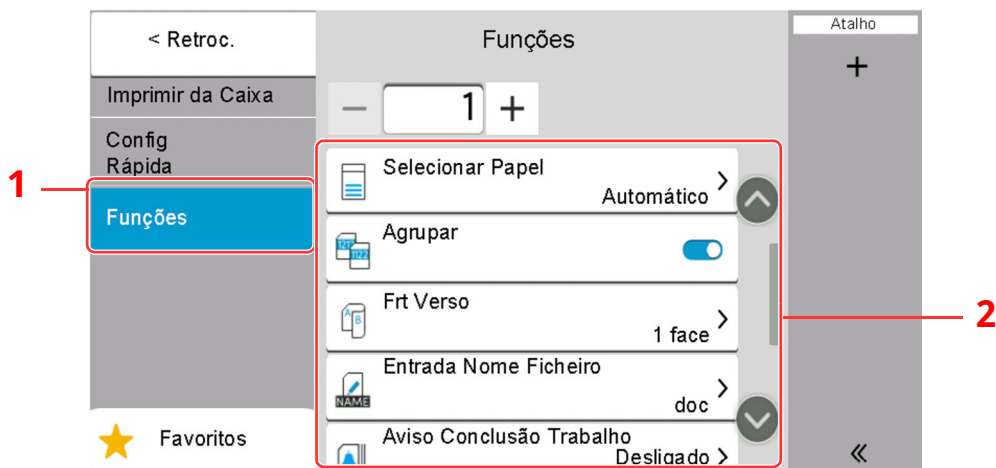 < Retroc.
Funções
Atalho
+
Imprimir da Caixa
− 1 +
Config
Rápida
Selecionar Papel
Automático >
1
Funções
Agrupar
Frt Verso
1 face >
2
Entrada Nome Ficheiro
NAME
doc >
Favoritos
Aviso Conclusão Trabalho
Desligado >
«